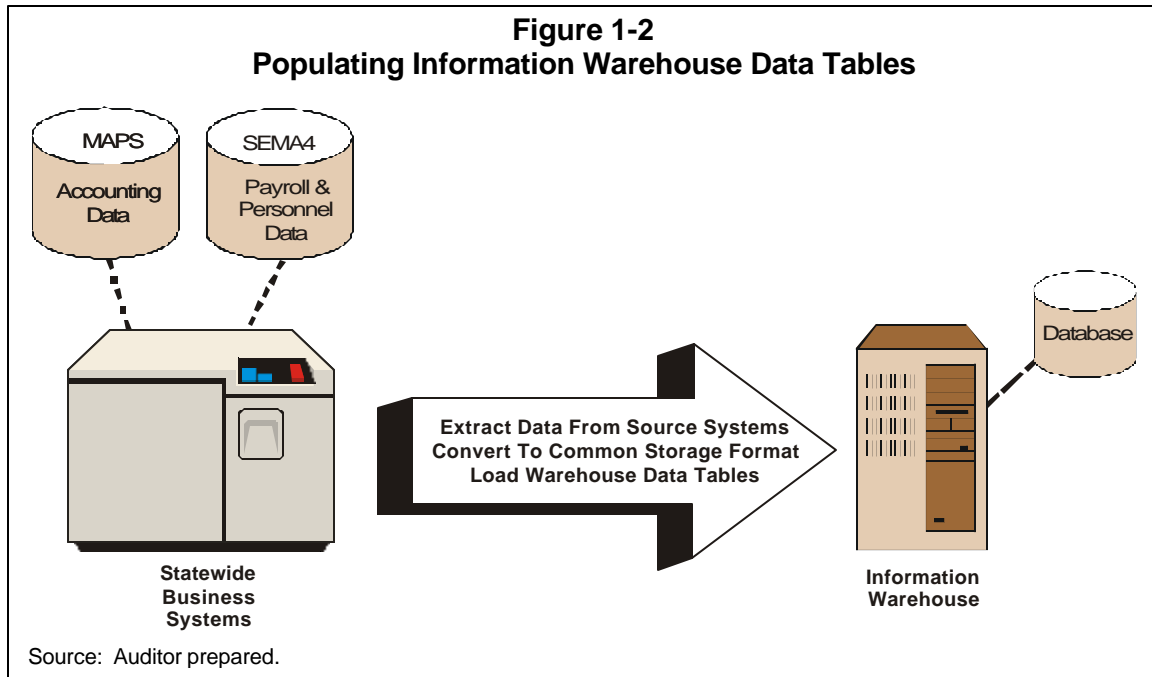 Figure 1-2
Populating Information Warehouse Data Tables
MAPS
Accounting
Data
SEMA4
Payroll &
Personnel
Data
Database
Extract Data From Source Systems
Convert To Common Storage Format
Load Warehouse Data Tables
Statewide
Business
Systems
Information
Warehouse
Source: Auditor prepared.